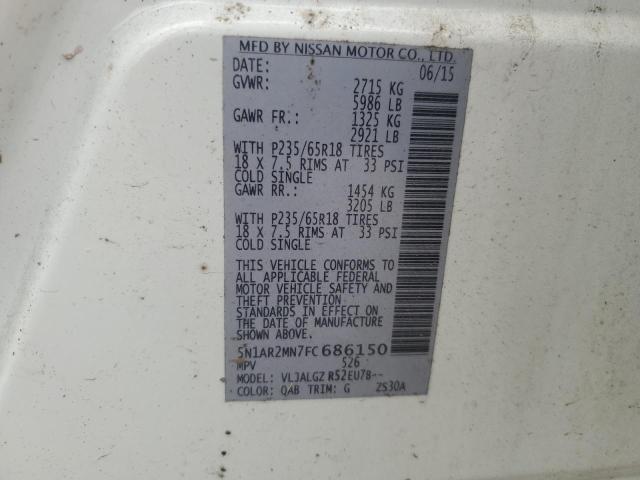 MFD BY NISSAN MOTOR CO., LTD.
DATE: 06/15
GVWR: 2715 KG
5986 LB
GAWR FR.: 1325 KG
2921 LB
WITH P235/65R18 TIRES
18 X 7.5 RIMS AT 33 PSI
COLD SINGLE
GAWR RR.: 1454 KG
3205 LB
WITH P235/65R18 TIRES
18 X 7.5 RIMS AT 33 PSI
COLD SINGLE
THIS VEHICLE CONFORMS TO
ALL APPLICABLE FEDERAL
MOTOR VEHICLE SAFETY AND
THEFT PREVENTION
STANDARDS IN EFFECT ON
THE DATE OF MANUFACTURE
SHOWN ABOVE.
5N1AR2MN7FC686150
MPV 526
MODEL: VLJALGZ R52EU7B--
COLOR: QAB TRIM: G ZS30A